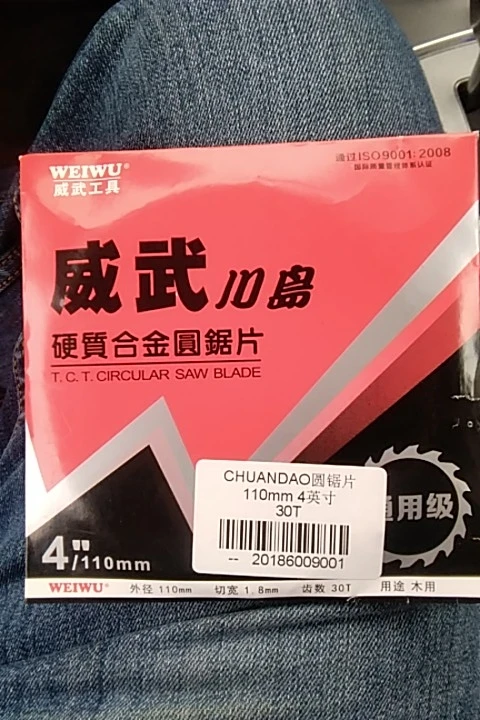 WEIWU®
威武工具
通过ISO9001:2008
国际质量管理体系认证
威武川島
硬質合金圓鋸片
T.C.T. CIRCULAR SAW BLADE
CHUANDAO圆锯片
110mm 4英寸
30T
-- 20186009001
通用级
4"/110mm
WEIWU® 外径 110mm 切宽 1.8mm 齿数 30T 用途 木用